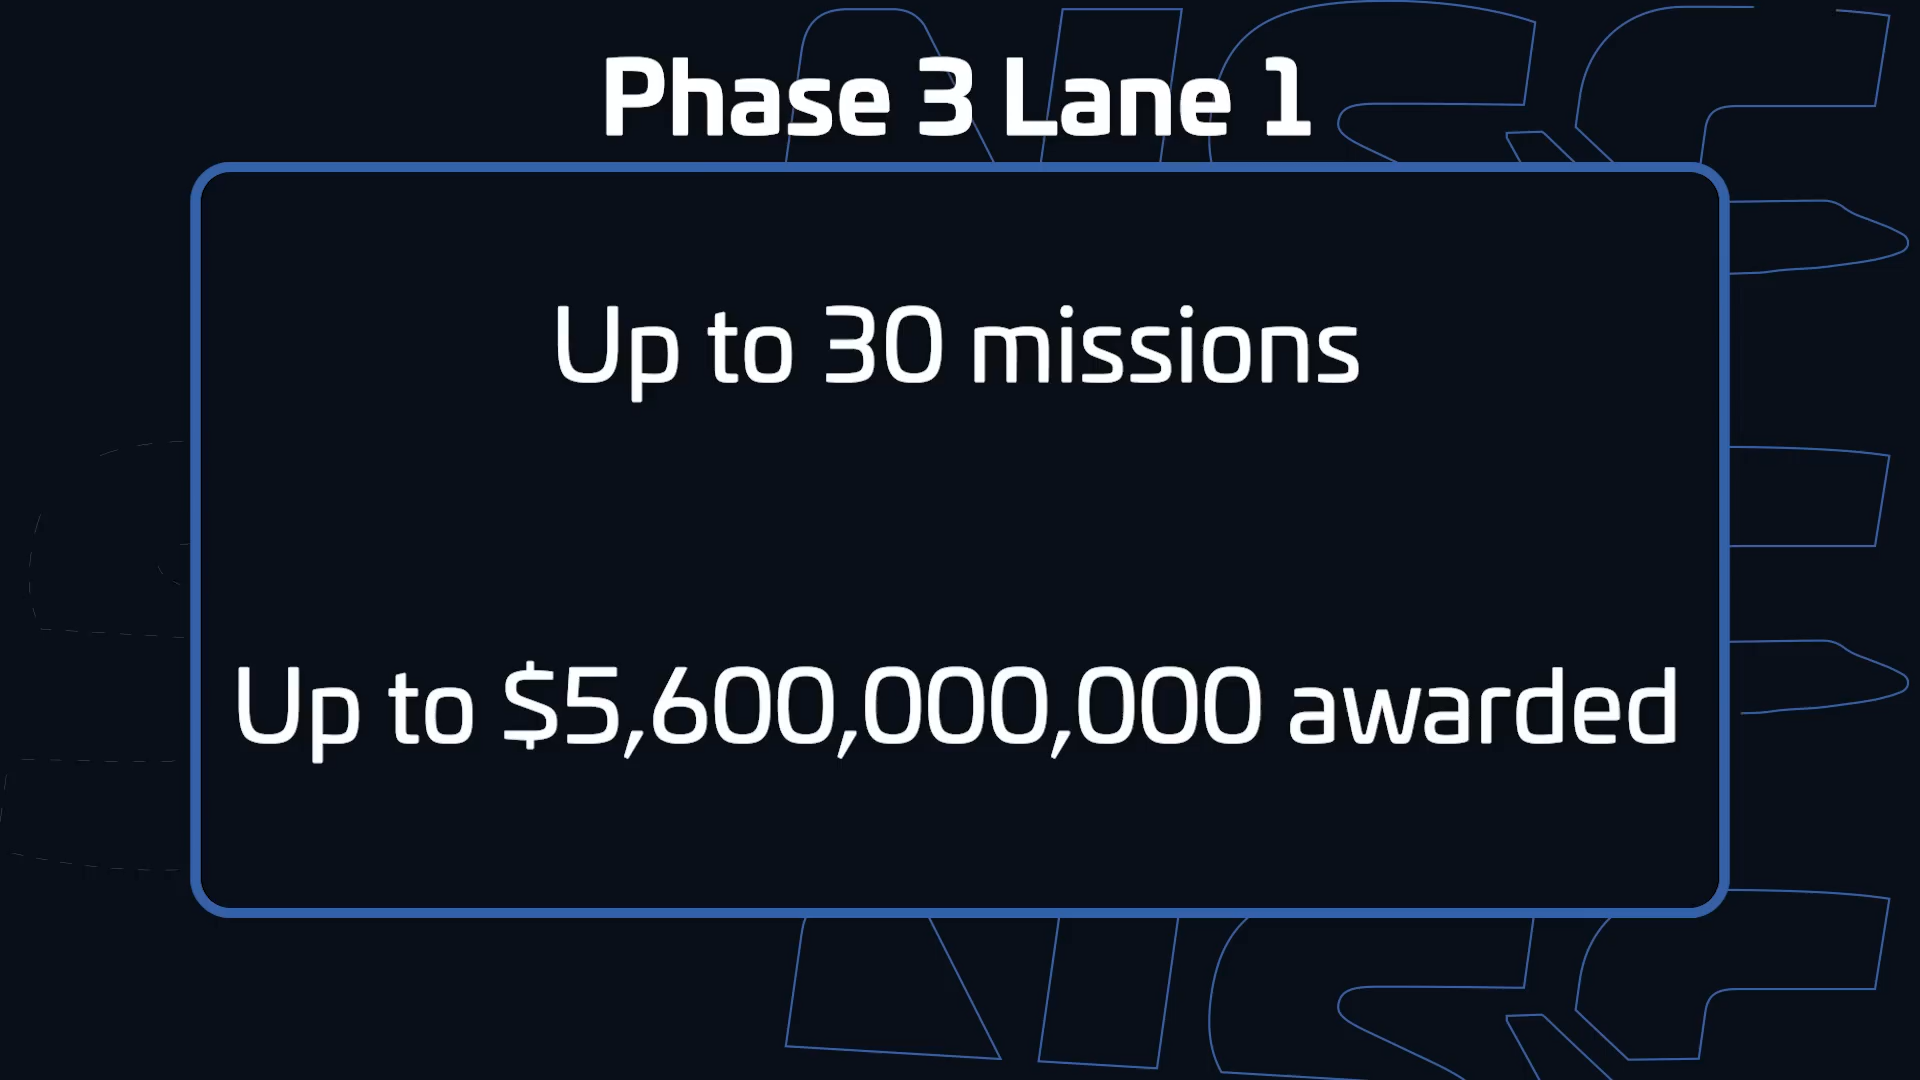 Phase 3 Lane 1
Up to 30 missions
Up to $5,600,000,000 awarded